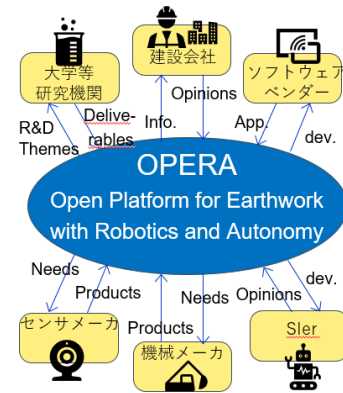 大学等
研究機関
建設会社
ソフトウェア
ベンダー
R&D
Themes
Delive-
rables
Info.
Opinions
App.
dev.
OPERA
Open Platform for Earthwork
with Robotics and Autonomy
Needs
Products
Products
Needs
Opinions
dev.
センサメーカ
機械メーカ
SIer